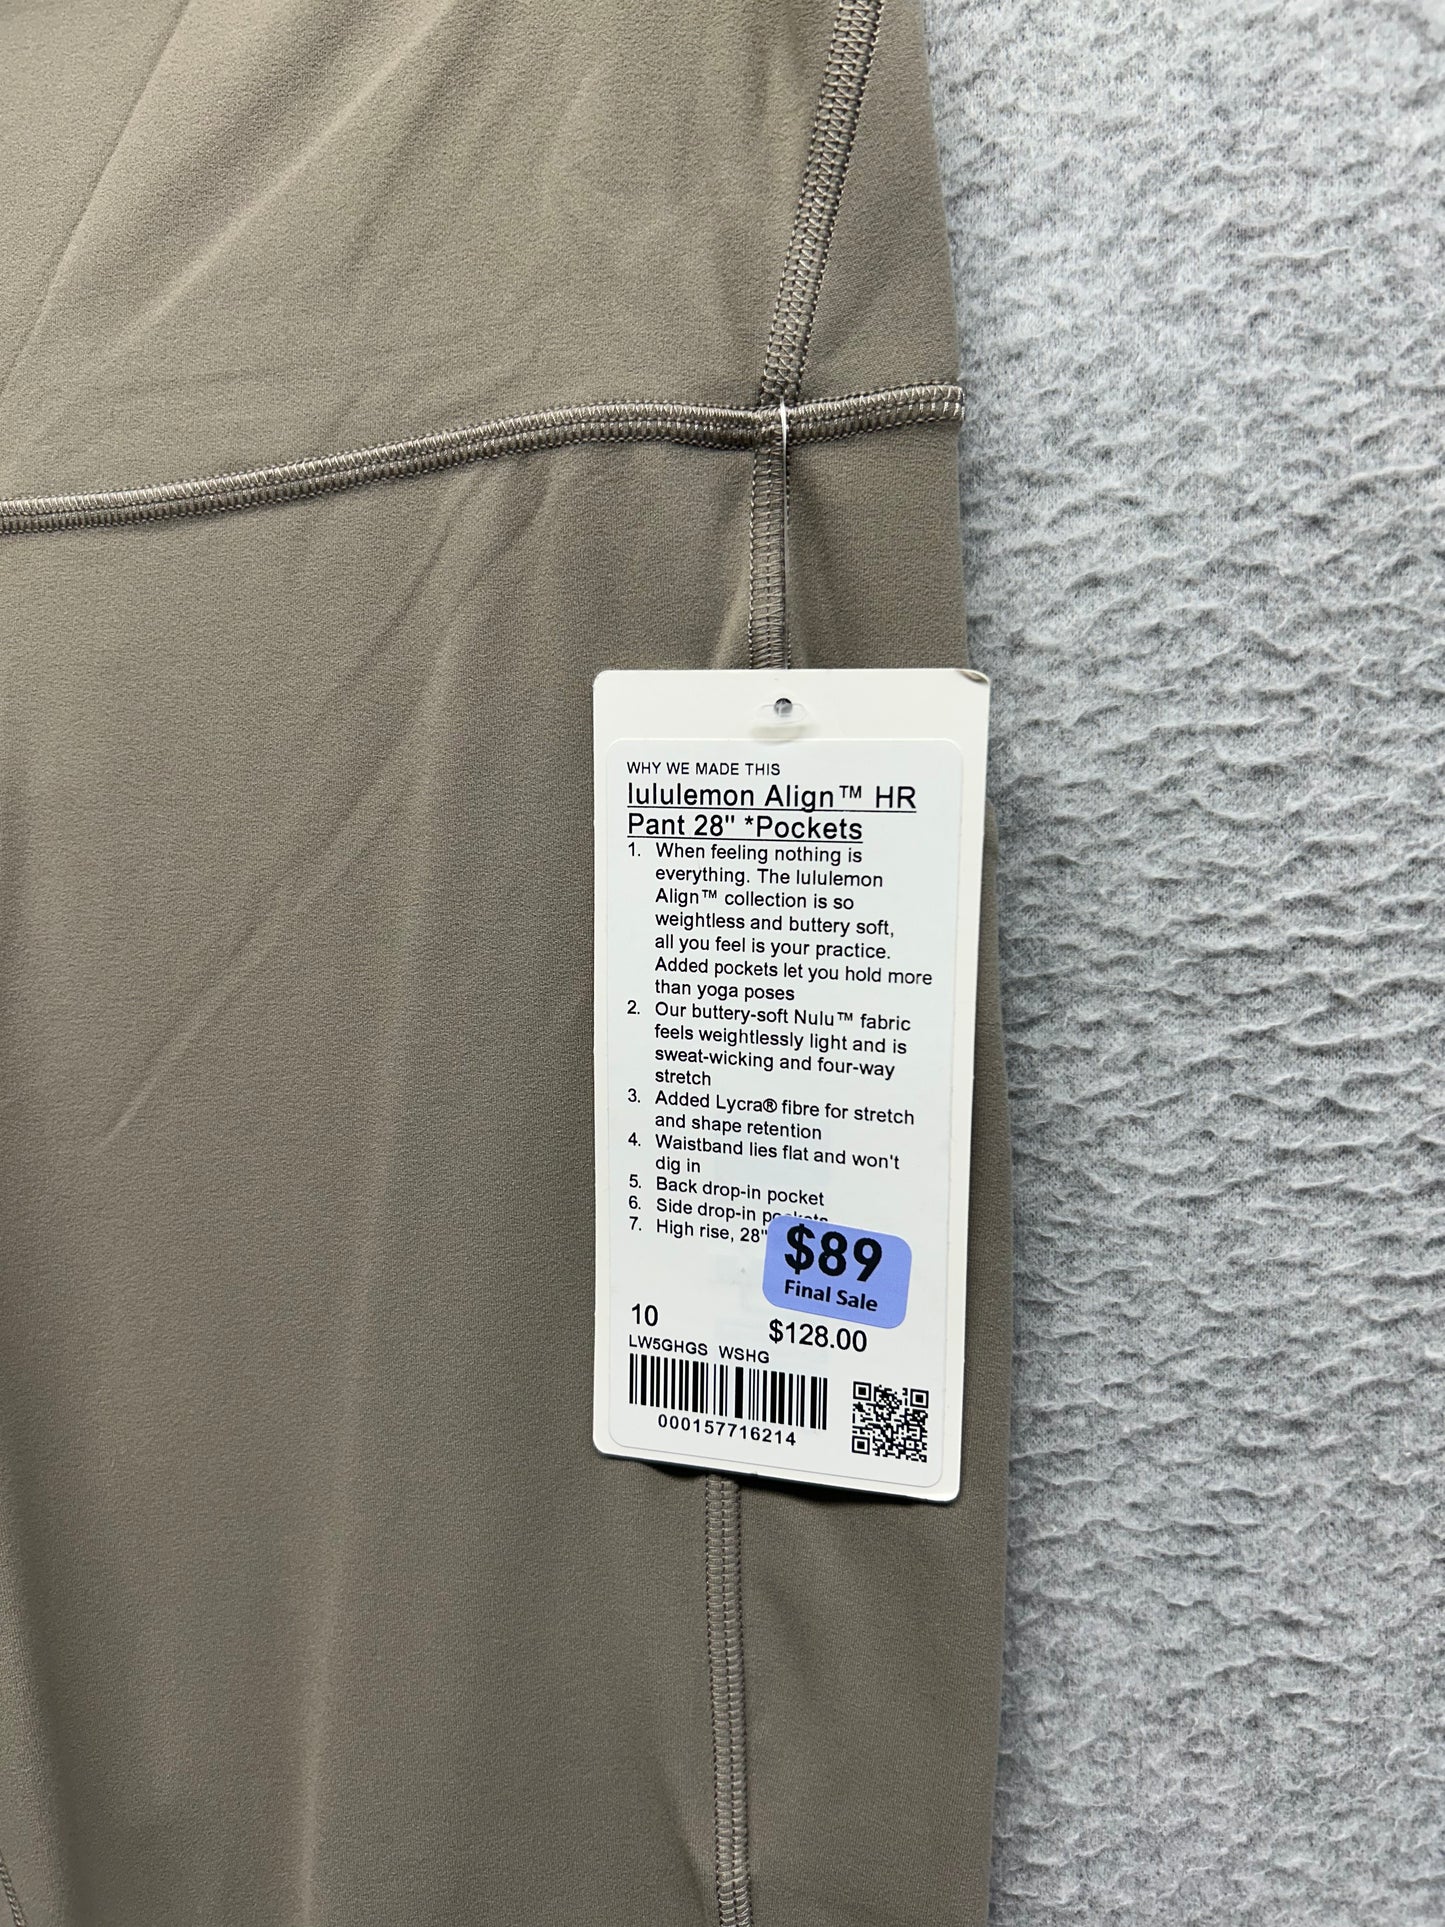 WHY WE MADE THIS
lululemon Align™ HR
Pant 28" *Pockets
1. When feeling nothing is
everything. The lululemon
Align™ collection is so
weightless and buttery soft,
all you feel is your practice.
Added pockets let you hold more
than yoga poses
2. Our buttery-soft Nulu™ fabric
feels weightlessly light and is
sweat-wicking and four-way
stretch
3. Added Lycra® fibre for stretch
and shape retention
4. Waistband lies flat and won't
dig in
5. Back drop-in pocket
6. Side drop-in pockets
7. High rise, 28"
$89
Final Sale
10
$128.00
LW5GHGS WSHG
000157716214